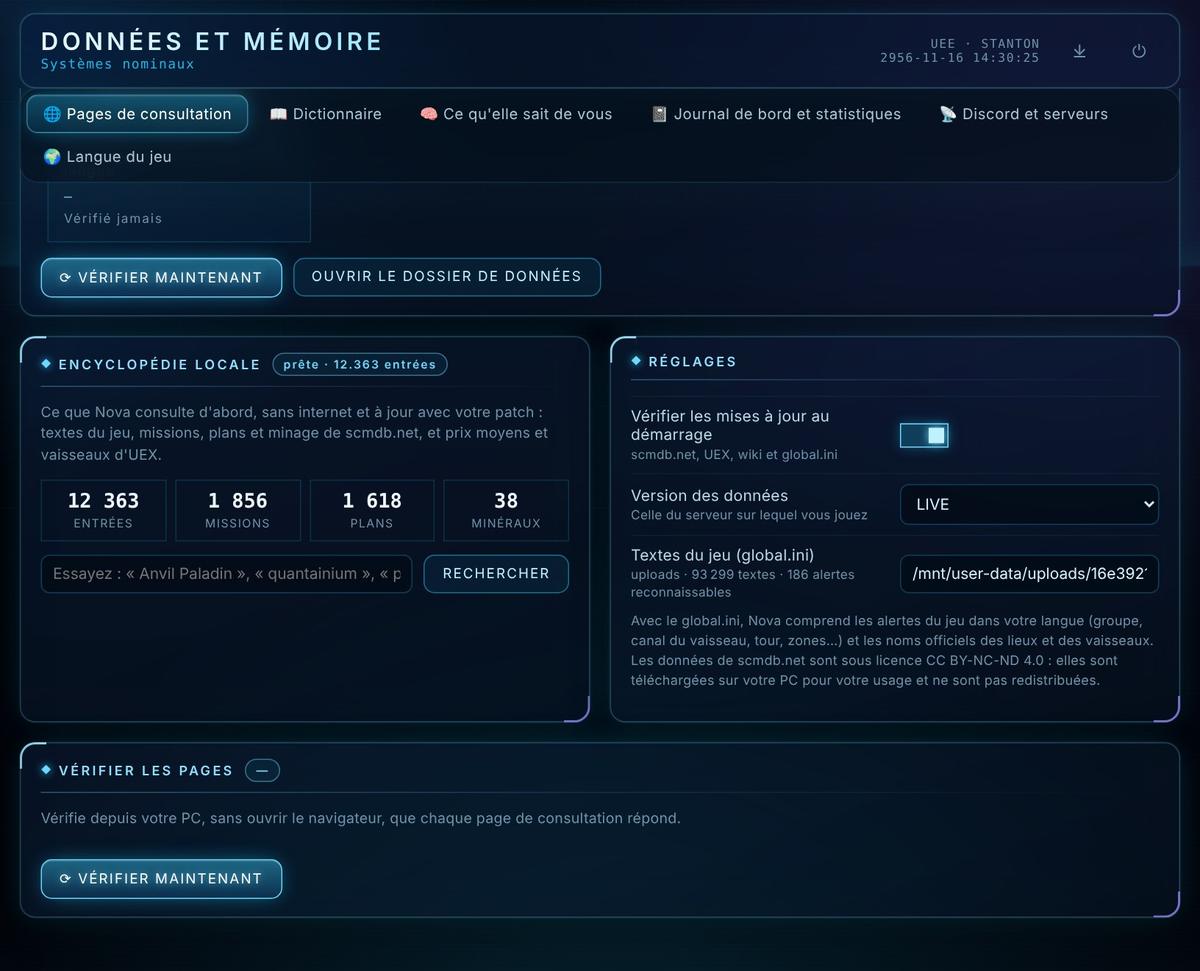 DONNÉES ET MÉMOIRE
Systèmes nominaux
UEE · STANTON
2956-11-16 14:30:25
🌐 Pages de consultation
📖 Dictionnaire
🧠 Ce qu'elle sait de vous
📓 Journal de bord et statistiques
📡 Discord et serveurs
🌍 Langue du jeu
—
Vérifié jamais
⟳ VÉRIFIER MAINTENANT
OUVRIR LE DOSSIER DE DONNÉES
ENCYCLOPÉDIE LOCALE
prête · 12.363 entrées
Ce que Nova consulte d'abord, sans internet et à jour avec votre patch :
textes du jeu, missions, plans et minage de scmdb.net, et prix moyens et
vaisseaux d'UEX.
12 363
ENTRÉES
1 856
MISSIONS
1 618
PLANS
38
MINÉRAUX
Essayez : « Anvil Paladin », « quantainium », « p
RECHERCHER
RÉGLAGES
Vérifier les mises à jour au
démarrage
scmdb.net, UEX, wiki et global.ini
Version des données
Celle du serveur sur lequel vous jouez
LIVE
Textes du jeu (global.ini)
uploads · 93 299 textes · 186 alertes
reconnaissables
/mnt/user-data/uploads/16e392
Avec le global.ini, Nova comprend les alertes du jeu dans votre langue (groupe,
canal du vaisseau, tour, zones…) et les noms officiels des lieux et des vaisseaux.
Les données de scmdb.net sont sous licence CC BY-NC-ND 4.0 : elles sont
téléchargées sur votre PC pour votre usage et ne sont pas redistribuées.
VÉRIFIER LES PAGES
—
Vérifie depuis votre PC, sans ouvrir le navigateur, que chaque page de consultation répond.
⟳ VÉRIFIER MAINTENANT